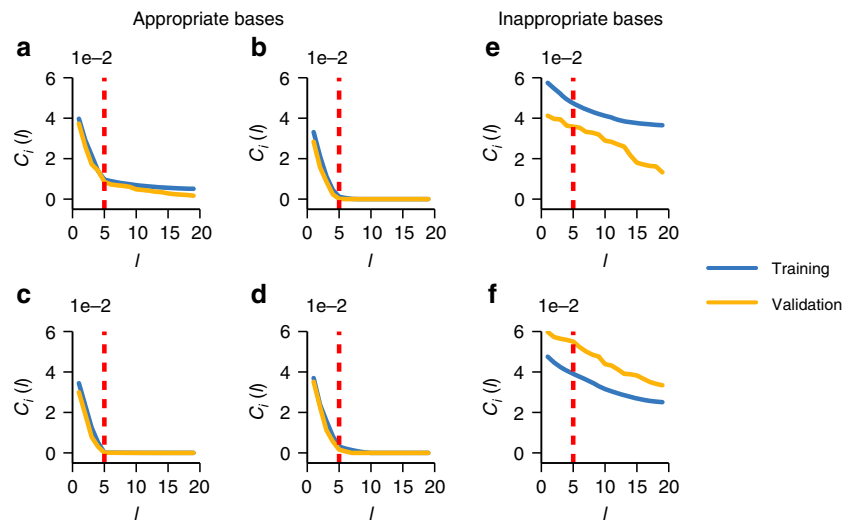 Appropriate bases
Inappropriate bases
a
1e–2
6
4
2
0
C_i (l)
0 5 10 15 20
l
b
1e–2
6
4
2
0
C_i (l)
0 5 10 15 20
l
e
1e–2
6
4
2
0
C_i (l)
0 5 10 15 20
l
Training
Validation
c
1e–2
6
4
2
0
C_i (l)
0 5 10 15 20
l
d
1e–2
6
4
2
0
C_i (l)
0 5 10 15 20
l
f
1e–2
6
4
2
0
C_i (l)
0 5 10 15 20
l